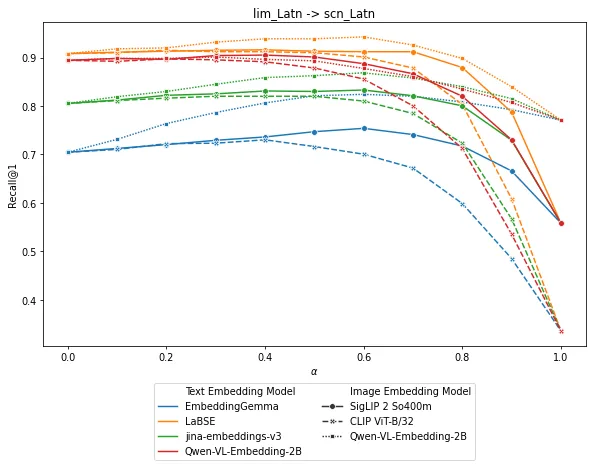 lim_Latn -> scn_Latn
Recall@1
0.9
0.8
0.7
0.6
0.5
0.4
0.0 0.2 0.4 0.6 0.8 1.0
α
Text Embedding Model Image Embedding Model
EmbeddingGemma SigLIP 2 So400m
LaBSE CLIP ViT-B/32
jina-embeddings-v3 Qwen-VL-Embedding-2B
Qwen-VL-Embedding-2B